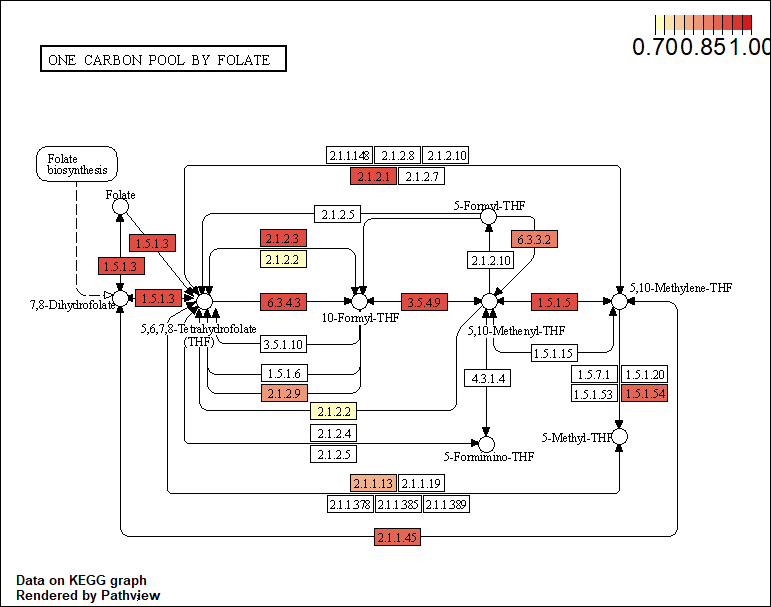 0.70 0.85 1.00
ONE CARBON POOL BY FOLATE
Folate
biosynthesis
Folate
2.1.1.148 2.1.2.8 2.1.2.10
2.1.2.1 2.1.2.7
2.1.2.5
5-Formyl-THF
1.5.1.3
2.1.2.3
6.3.3.2
1.5.1.3
2.1.2.2
2.1.2.10
7,8-Dihydrofolate
1.5.1.3
6.3.4.3
3.5.4.9
1.5.1.5
5,10-Methylene-THF
5,6,7,8-Tetrahydrofolate
(THF)
10-Formyl-THF
5,10-Methenyl-THF
3.5.1.10
1.5.1.15
1.5.1.6
4.3.1.4
1.5.7.1 1.5.1.20
2.1.2.9
1.5.1.53 1.5.1.54
2.1.2.2
2.1.2.4
5-Methyl-THF
2.1.2.5
5-Formimino-THF
2.1.1.13 2.1.1.19
2.1.1.378 2.1.1.385 2.1.1.389
2.1.1.45
Data on KEGG graph
Rendered by Pathview